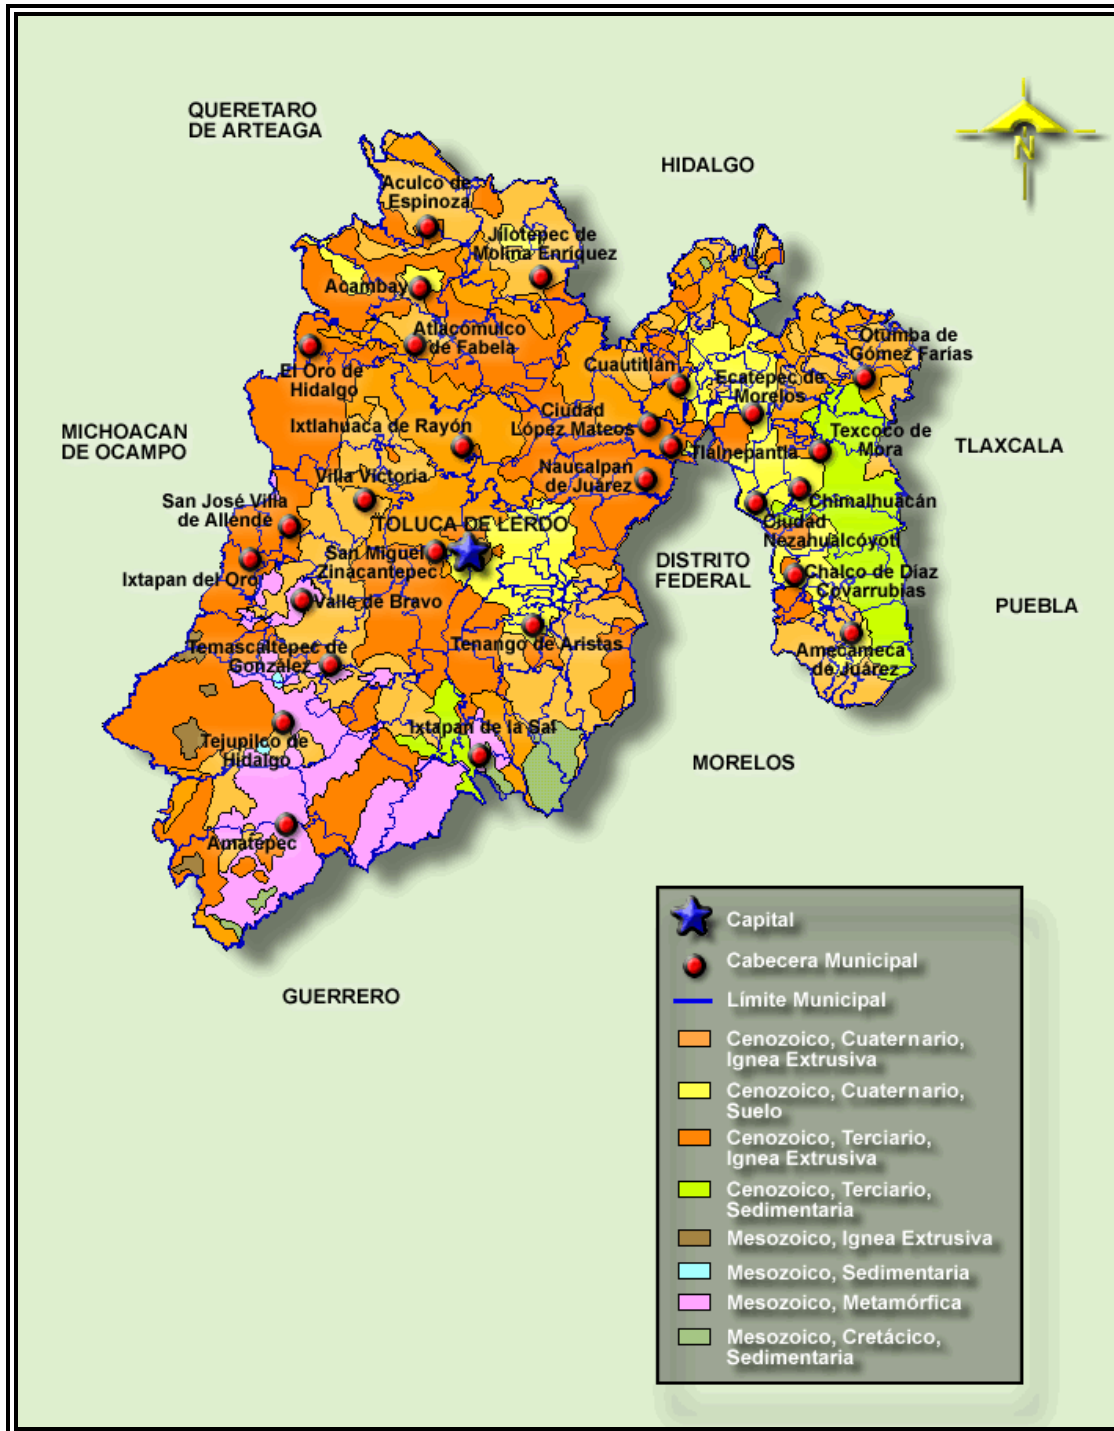 QUERETARO
DE ARTEAGA
HIDALGO
N
Aculco de
Espinoza
Jilotepec de
Molina Enríquez
Acambay
Atlacomulco
de Fabela
El Oro de
Hidalgo
Otumba de
Gómez Farías
Cuautitlán
Ecatepec de
Morelos
Ciudad
López Mateos
Ixtlahuaca de Rayón
MICHOACAN
DE OCAMPO
Tlalnepantla
Texcoco de
Mora
TLAXCALA
Naucalpan
de Juárez
Villa Victoria
San José Villa
de Allende
Chimalhuacán
TOLUCA DE LERDO
Ciudad
Nezahualcóyotl
San Miguel
Zinacantepec
Ixtapan del Oro
DISTRITO
FEDERAL
Chalco de Díaz
Covarrubias
Valle de Bravo
PUEBLA
Tenango de Aristas
Temascaltepec de
González
Amecameca
de Juárez
Ixtapan de la Sal
Tejupilco de
Hidalgo
MORELOS
Amatepec
GUERRERO
Capital
Cabecera Municipal
Límite Municipal
Cenozoico, Cuaternario,
Ignea Extrusiva
Cenozoico, Cuaternario,
Suelo
Cenozoico, Terciario,
Ignea Extrusiva
Cenozoico, Terciario,
Sedimentaria
Mesozoico, Ignea Extrusiva
Mesozoico, Sedimentaria
Mesozoico, Metamórfica
Mesozoico, Cretácico,
Sedimentaria